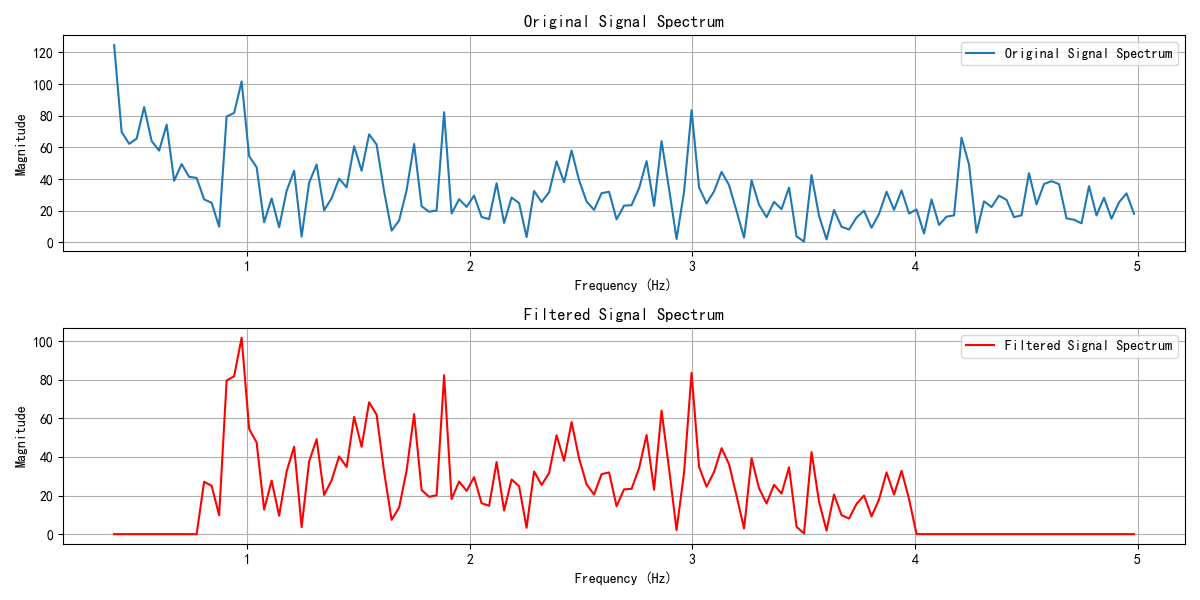 Original Signal Spectrum
120
100
80
60
40
20
0
Magnitude
Original Signal Spectrum
1
2
3
4
5
Frequency (Hz)
Filtered Signal Spectrum
100
80
60
40
20
0
Magnitude
Filtered Signal Spectrum
1
2
3
4
5
Frequency (Hz)